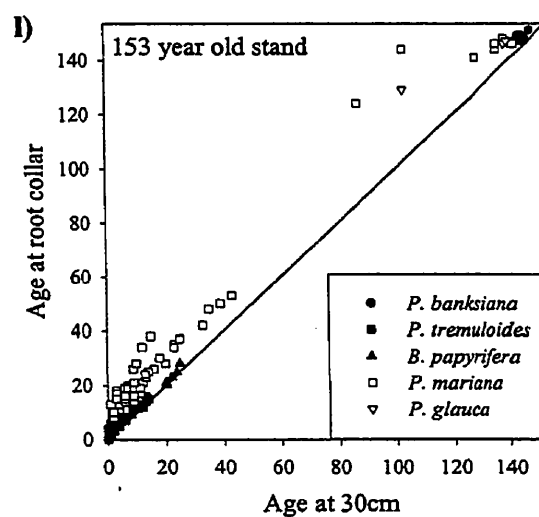 l)
153 year old stand
Age at root collar
140
120
100
80
60
40
20
0
0 20 40 60 80 100 120 140
Age at 30cm
P. banksiana
P. tremuloides
B. papyrifera
P. mariana
P. glauca